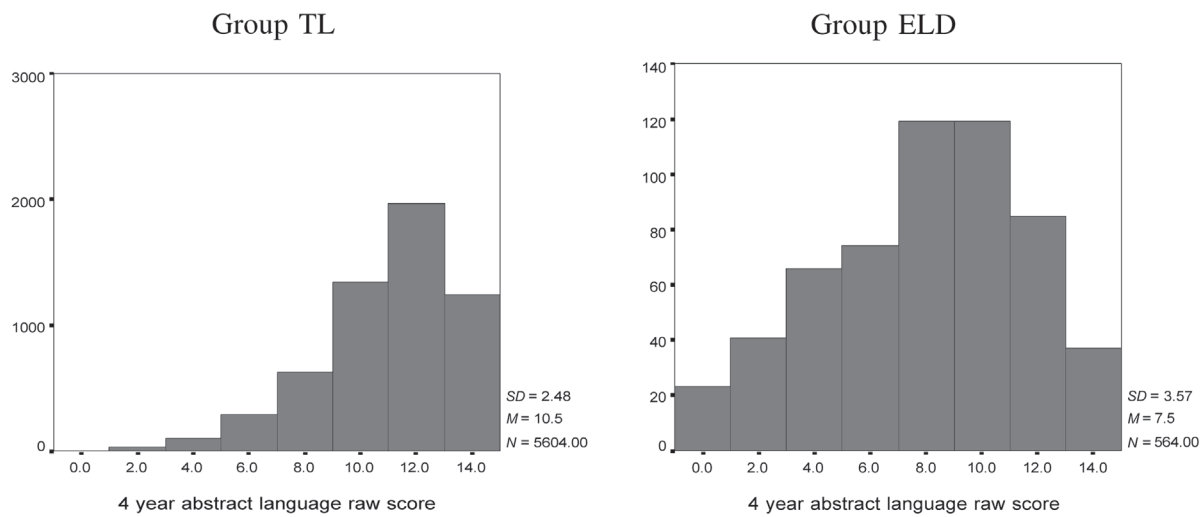 Group TL
3000
2000
1000
0
0.0 2.0 4.0 6.0 8.0 10.0 12.0 14.0
SD = 2.48
M = 10.5
N = 5604.00
4 year abstract language raw score
Group ELD
140
120
100
80
60
40
20
0
0.0 2.0 4.0 6.0 8.0 10.0 12.0 14.0
SD = 3.57
M = 7.5
N = 564.00
4 year abstract language raw score